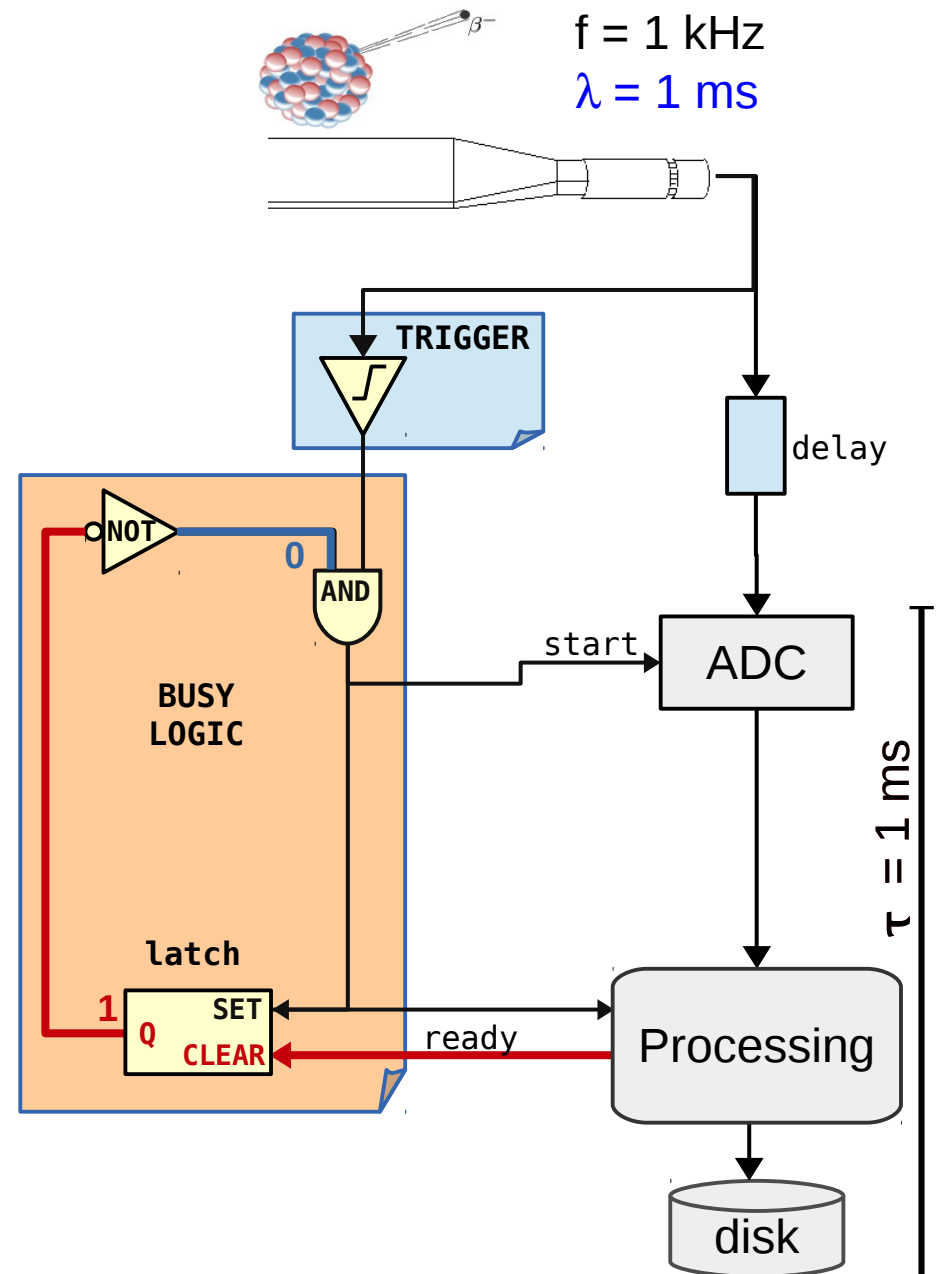 β⁻
f = 1 kHz
λ = 1 ms
TRIGGER
delay
NOT
0
AND
start
ADC
BUSY
LOGIC
τ = 1 ms
latch
1
SET
Q
CLEAR
ready
Processing
disk